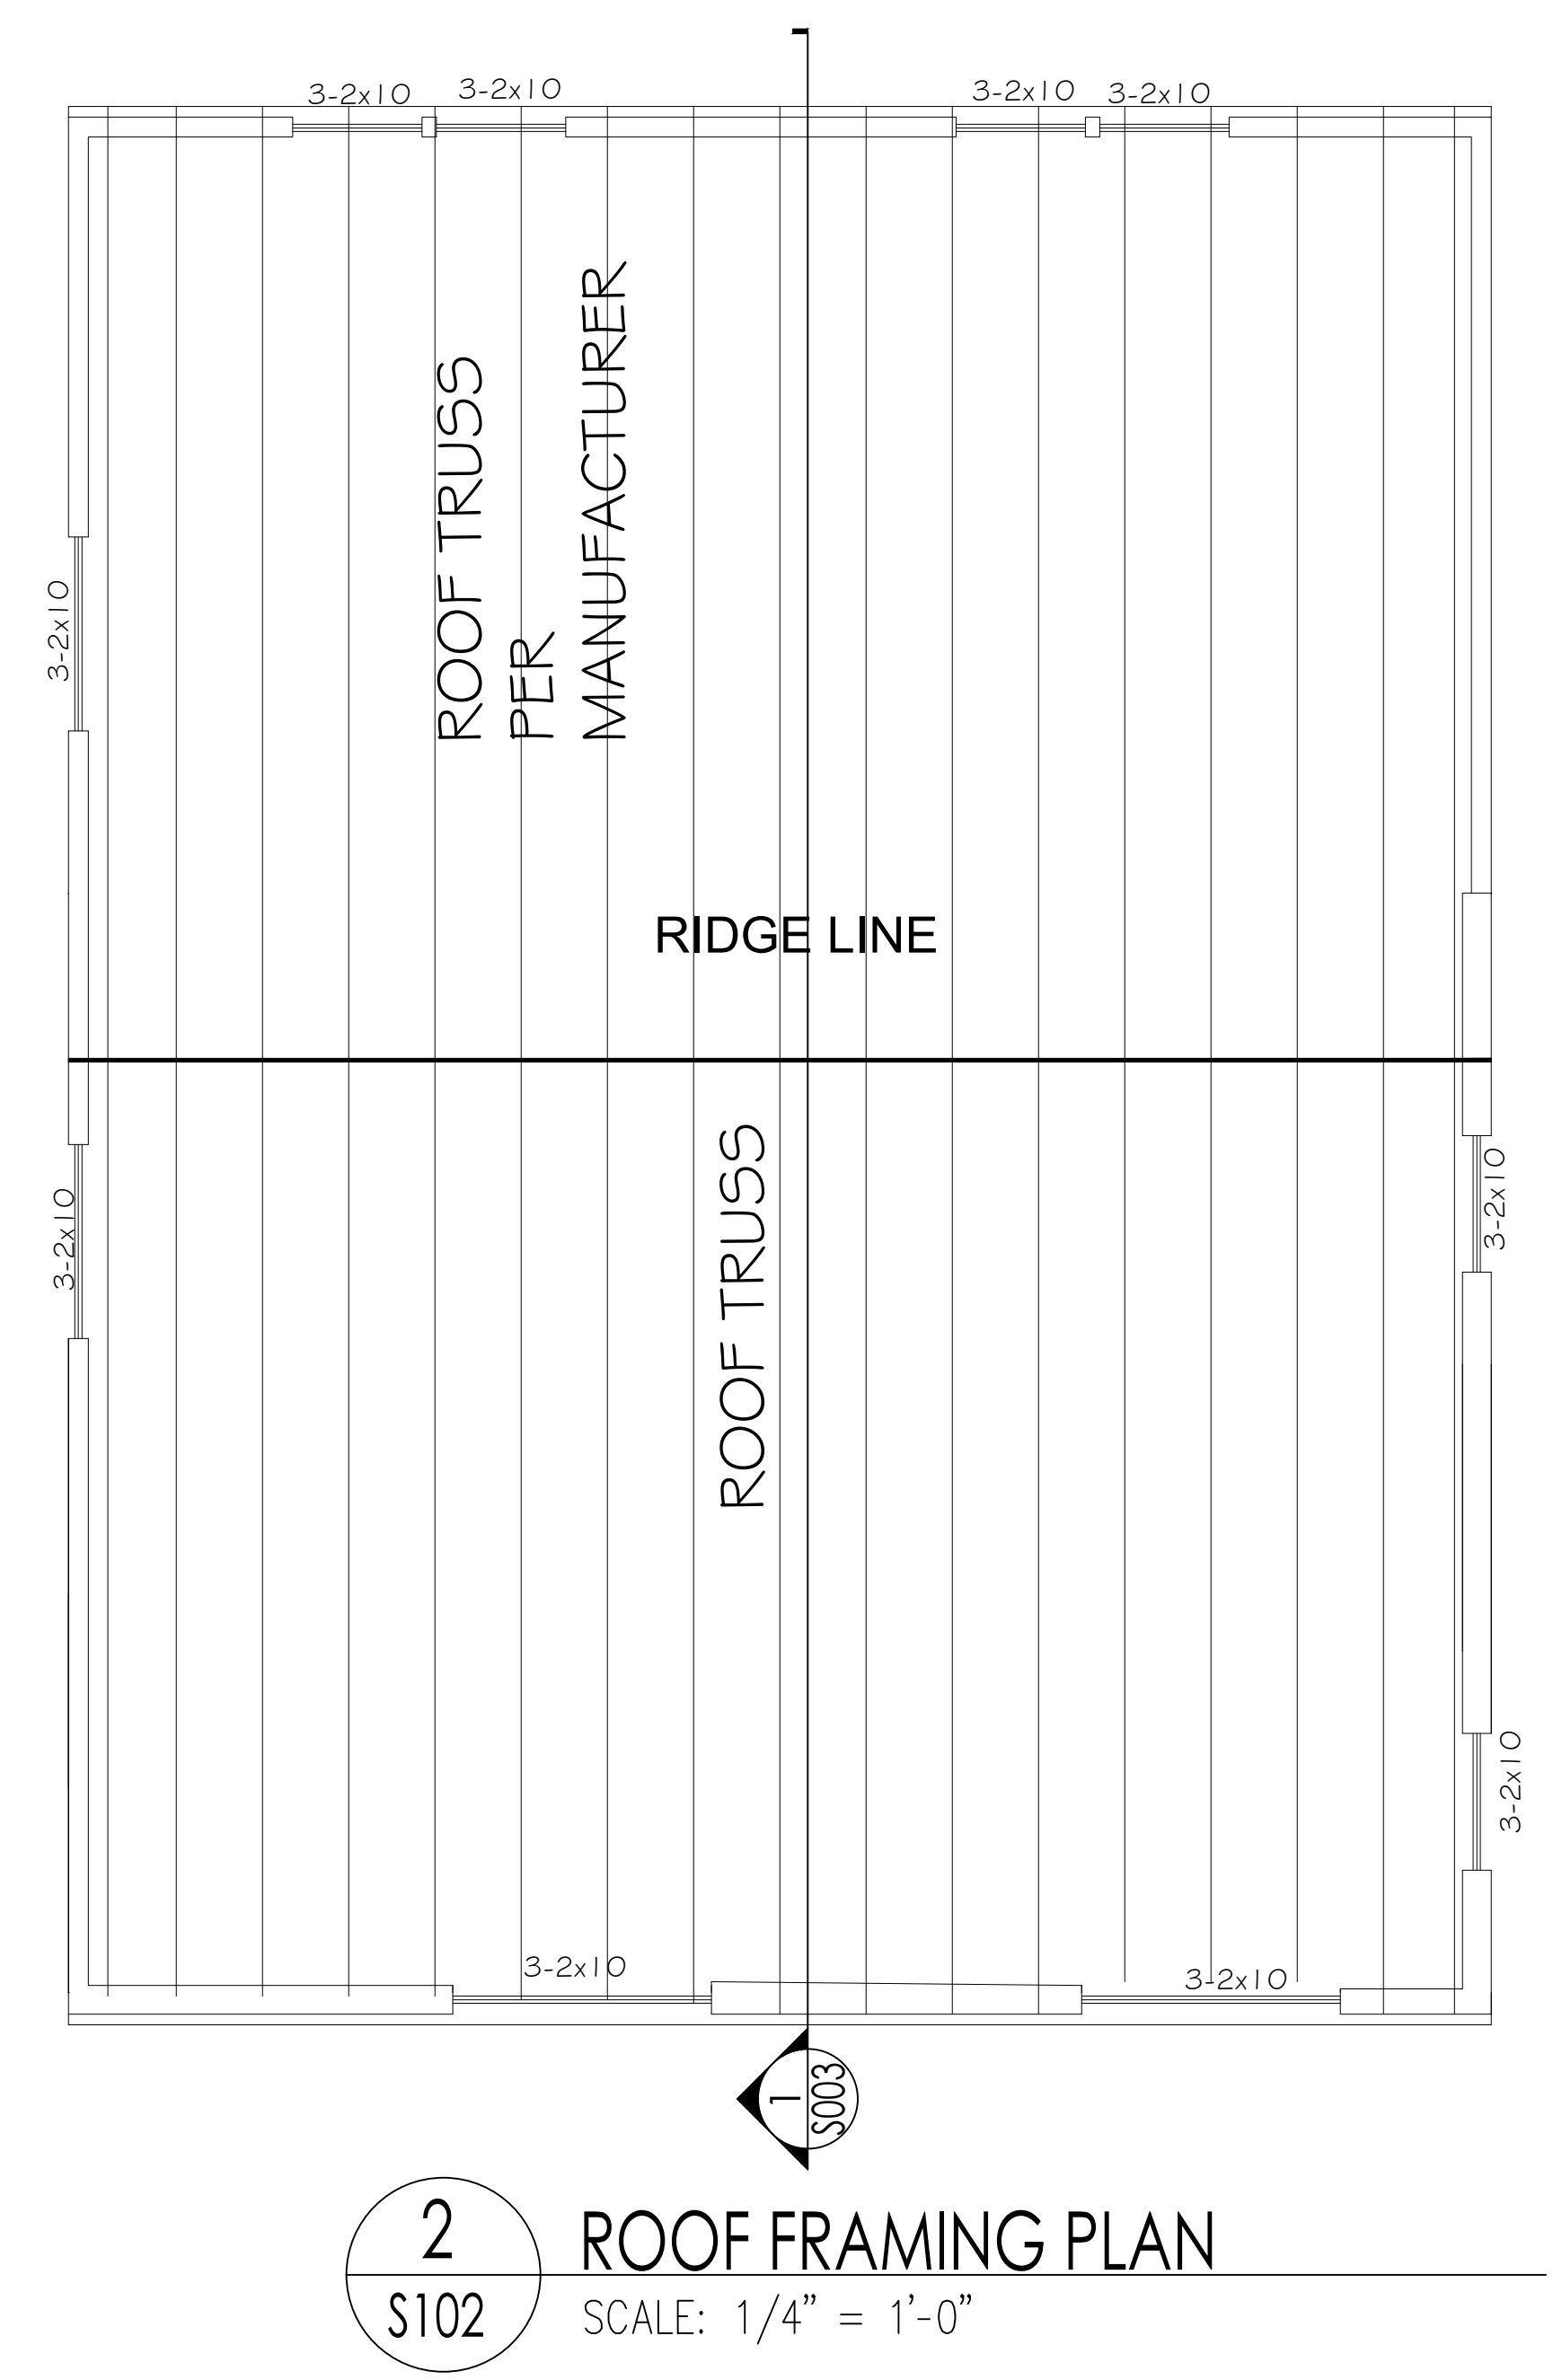 3-2x10
3-2x10
3-2x10
3-2x10
3-2x10
ROOF TRUSS
PER
MANUFACTURER
RIDGE LINE
3-2x10
ROOF TRUSS
3-2x10
3-2x10
3-2x10
3-2x10
1
S003
2
S102
ROOF FRAMING PLAN
SCALE: 1/4" = 1'-0"